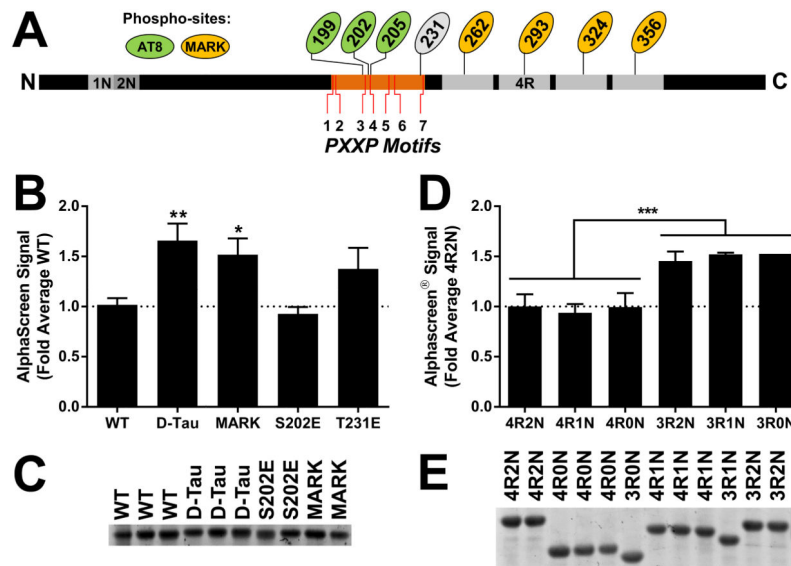 A
Phospho-sites:
AT8 MARK
199 202 205 231 262 293 324 356
N 1N 2N 4R C
1 2 3 4 5 6 7
PXXP Motifs
B
AlphaScreen Signal
(Fold Average WT)
2.0
1.5
1.0
0.5
0.0
** *
WT D-Tau MARK S202E T231E
D
Alphascreen® Signal
(Fold Average 4R2N)
2.0
1.5
1.0
0.5
0.0
***
4R2N 4R1N 4R0N 3R2N 3R1N 3R0N
C
WT WT WT D-Tau D-Tau D-Tau S202E S202E MARK MARK
E
4R2N 4R2N 4R0N 4R0N 4R0N 3R0N 4R1N 4R1N 4R1N 3R1N 3R2N 3R2N